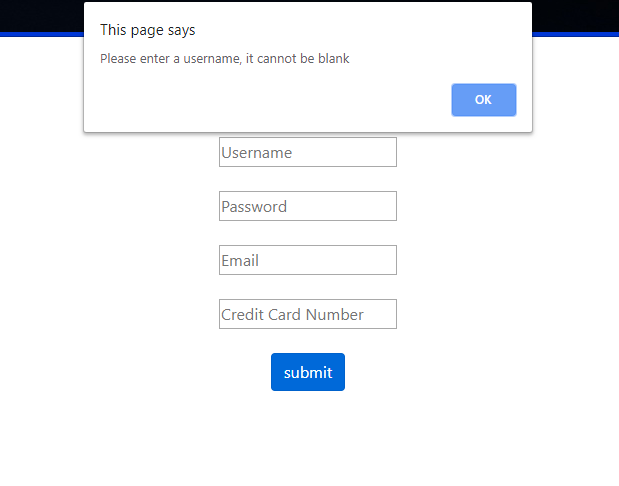 This page says
Please enter a username, it cannot be blank
OK
Username
Password
Email
Credit Card Number
submit